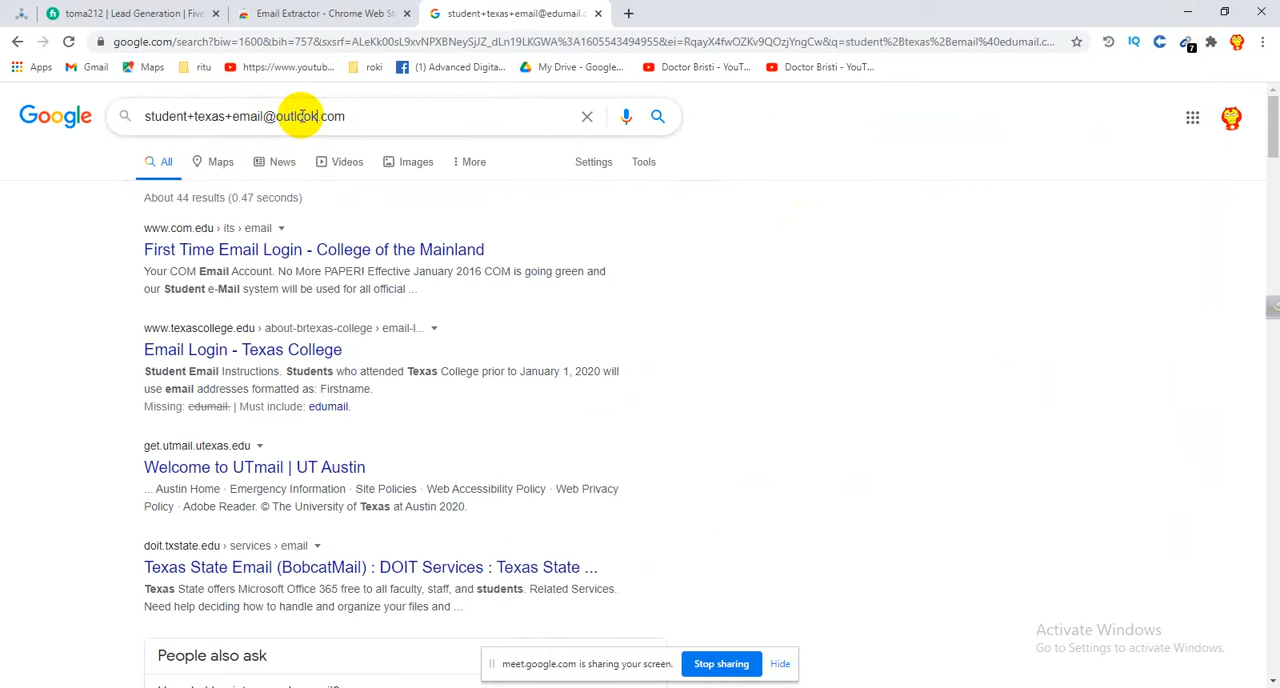 toma212 | Lead Generation | Five
Email Extractor - Chrome Web St
student+texas+email@edumail.c
google.com/search?biw=1600&bih=757&sxsrf=ALeKk00sL9xvNPXBNeySjJZ_dLn19LKGWA%3A1605543494955&ei=RqayX4fwOZKv9QOzjYngCw&q=student%2Btexas%2Bemail%40edumail.c...
Apps
Gmail
Maps
ritu
https://www.youtub...
roki
(1) Advanced Digita...
My Drive - Google...
Doctor Bristi - YouT...
Doctor Bristi - YouT...
7
Google
student+texas+email@outlook.com
All
Maps
News
Videos
Images
More
Settings
Tools
About 44 results (0.47 seconds)
www.com.edu › its › email
First Time Email Login - College of the Mainland
Your COM Email Account. No More PAPER! Effective January 2016 COM is going green and
our Student e-Mail system will be used for all official ...
www.texascollege.edu › about-brtexas-college › email-l...
Email Login - Texas College
Student Email Instructions. Students who attended Texas College prior to January 1, 2020 will
use email addresses formatted as: Firstname.
Missing: edumail. | Must include: edumail.
get.utmail.utexas.edu
Welcome to UTmail | UT Austin
... Austin Home · Emergency Information · Site Policies · Web Accessibility Policy · Web Privacy
Policy · Adobe Reader. © The University of Texas at Austin 2020.
doit.txstate.edu › services › email
Texas State Email (BobcatMail) : DOIT Services : Texas State ...
Texas State offers Microsoft Office 365 free to all faculty, staff, and students. Related Services.
Need help deciding how to handle and organize your files and ...
People also ask
Activate Windows
Go to Settings to activate Windows.
meet.google.com is sharing your screen.
Stop sharing
Hide